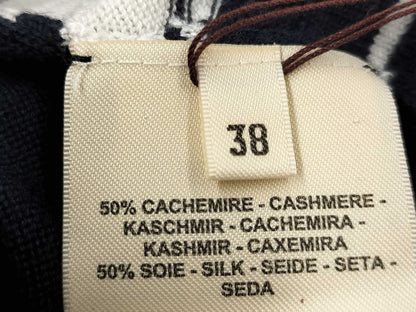 38
50% CACHEMIRE - CASHMERE -
KASCHMIR - CACHEMIRA -
KASHMIR - CAXEMIRA
50% SOIE - SILK - SEIDE - SETA -
SEDA